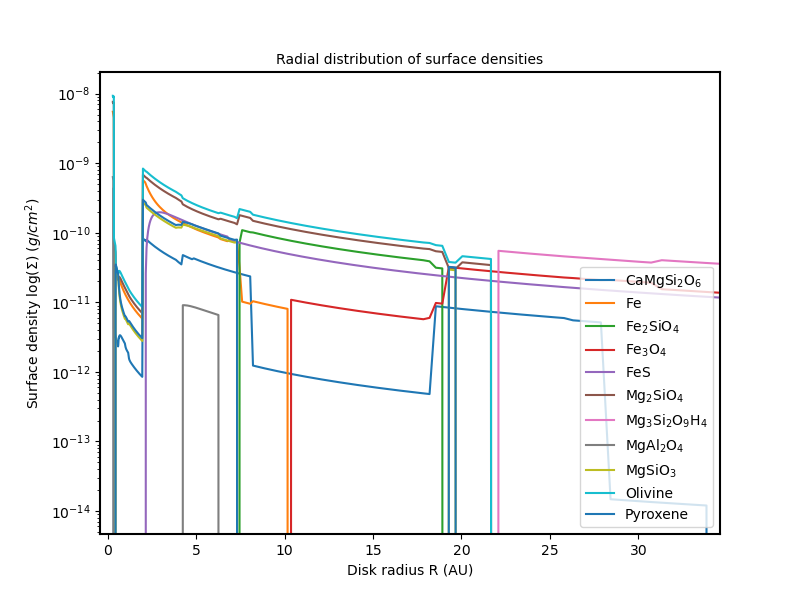 Radial distribution of surface densities
Surface density log(Σ) (g/cm²)
10⁻⁸
10⁻⁹
10⁻¹⁰
10⁻¹¹
10⁻¹²
10⁻¹³
10⁻¹⁴
CaMgSi₂O₆
Fe
Fe₂SiO₄
Fe₃O₄
FeS
Mg₂SiO₄
Mg₃Si₂O₉H₄
MgAl₂O₄
MgSiO₃
Olivine
Pyroxene
0 5 10 15 20 25 30
Disk radius R (AU)